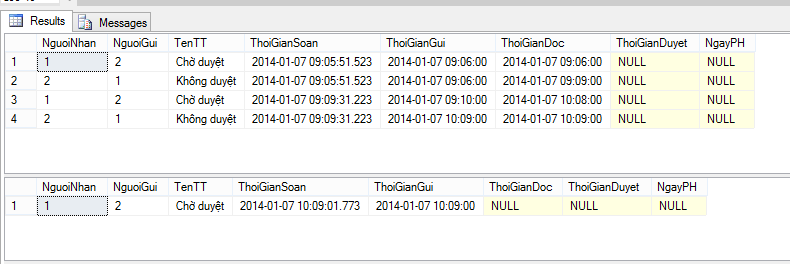 Results Messages
NguoiNhan NguoiGui TenTT ThoiGianSoan ThoiGianGui ThoiGianDoc ThoiGianDuyet NgayPH
1 1 2 Chờ duyệt 2014-01-07 09:05:51.523 2014-01-07 09:06:00 2014-01-07 09:06:00 NULL NULL
2 2 1 Không duyệt 2014-01-07 09:05:51.523 2014-01-07 09:06:00 2014-01-07 09:09:00 NULL NULL
3 1 2 Chờ duyệt 2014-01-07 09:09:31.223 2014-01-07 09:10:00 2014-01-07 10:08:00 NULL NULL
4 2 1 Không duyệt 2014-01-07 09:09:31.223 2014-01-07 10:09:00 2014-01-07 10:09:00 NULL NULL
NguoiNhan NguoiGui TenTT ThoiGianSoan ThoiGianGui ThoiGianDoc ThoiGianDuyet NgayPH
1 1 2 Chờ duyệt 2014-01-07 10:09:01.773 2014-01-07 10:09:00 NULL NULL NULL